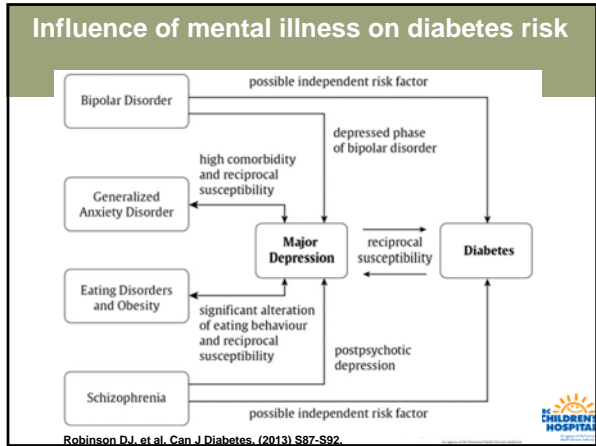 Influence of mental illness on diabetes risk
possible independent risk factor
Bipolar Disorder
depressed phase
of bipolar disorder
high comorbidity
and reciprocal
susceptibility
Generalized
Anxiety Disorder
Major
Depression
reciprocal
susceptibility
Diabetes
Eating Disorders
and Obesity
significant alteration
of eating behaviour
and reciprocal
susceptibility
postpsychotic
depression
Schizophrenia
possible independent risk factor
CHILDREN'S
HOSPITAL
Robinson DJ, et al. Can J Diabetes. (2013) S87-S92.